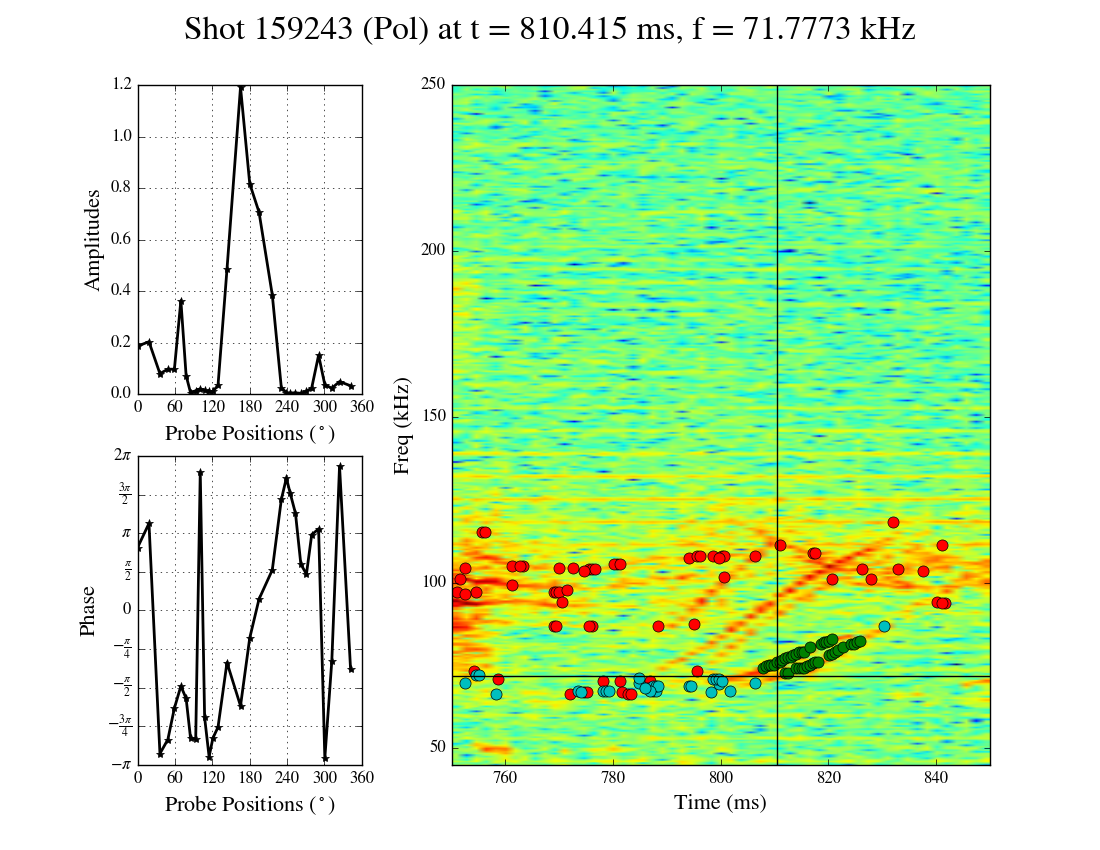 Shot 159243 (Pol) at t = 810.415 ms, f = 71.7773 kHz
1.2
1.0
0.8
0.6
0.4
0.2
0.0
Amplitudes
0 60 120 180 240 300 360
Probe Positions (°)
2π
3π/2
π
π/2
0
−π/4
−π/2
−3π/4
−π
Phase
0 60 120 180 240 300 360
Probe Positions (°)
250
200
150
100
50
Freq (kHz)
760 780 800 820 840
Time (ms)